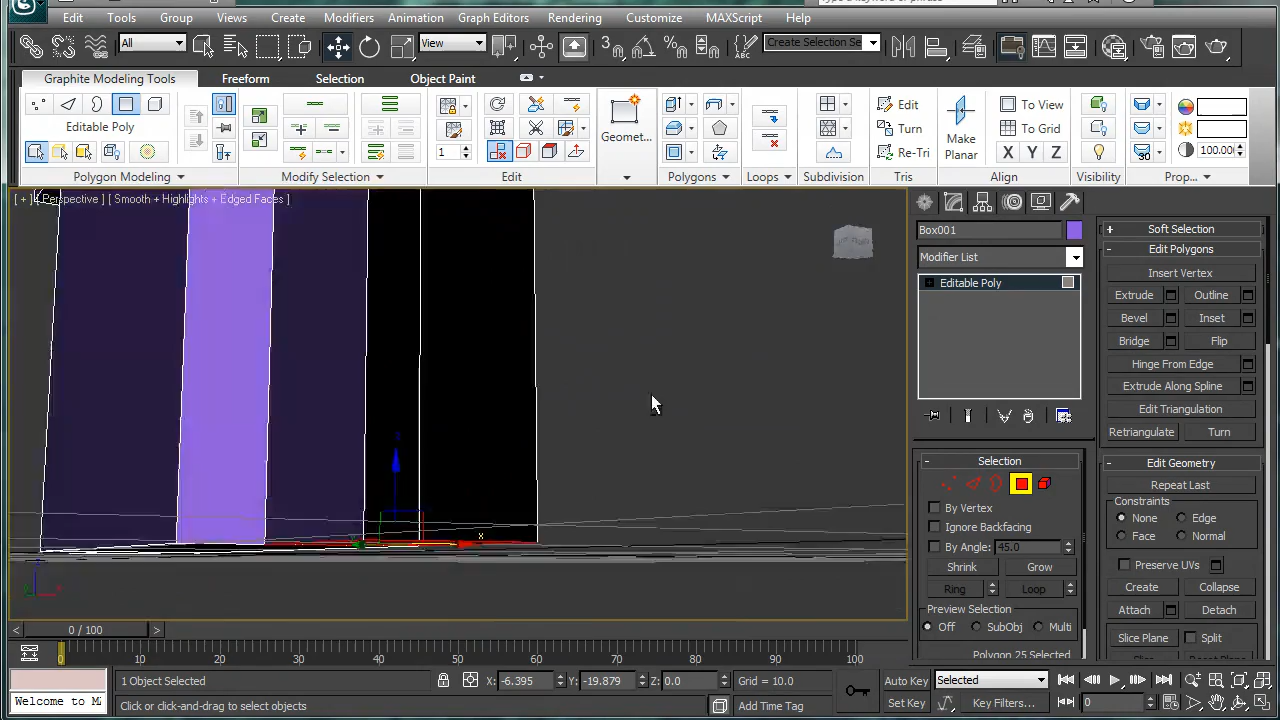 Edit Tools Group Views Create Modifiers Animation Graph Editors Rendering Customize MAXScript Help
All View Create Selection Se
Graphite Modeling Tools Freeform Selection Object Paint
Editable Poly
1
Geomet...
Edit
Turn
Re-Tri
Make
Planar
To View
To Grid
X Y Z
100.00
Polygon Modeling Modify Selection Edit Polygons Loops Subdivision Tris Align Visibility Prop...
[ + ] [ Perspective ] [ Smooth + Highlights + Edged Faces ]
x
Box001
Modifier List
Editable Poly
Selection
By Vertex
Ignore Backfacing
By Angle: 45.0
Shrink Grow
Ring Loop
Preview Selection
Off SubObj Multi
Polygon 25 Selected
Soft Selection
Edit Polygons
Insert Vertex
Extrude Outline
Bevel Inset
Bridge Flip
Hinge From Edge
Extrude Along Spline
Edit Triangulation
Retriangulate Turn
Edit Geometry
Repeat Last
Constraints
None Edge
Face Normal
Preserve UVs
Create Collapse
Attach Detach
Slice Plane Split
< 0 / 100 >
0 10 20 30 40 50 60 70 80 90 100
1 Object Selected X: -6.395 Y: -19.879 Z: 0.0 Grid = 10.0 Auto Key Selected
Welcome to M Click or click-and-drag to select objects Add Time Tag Set Key Key Filters... 0